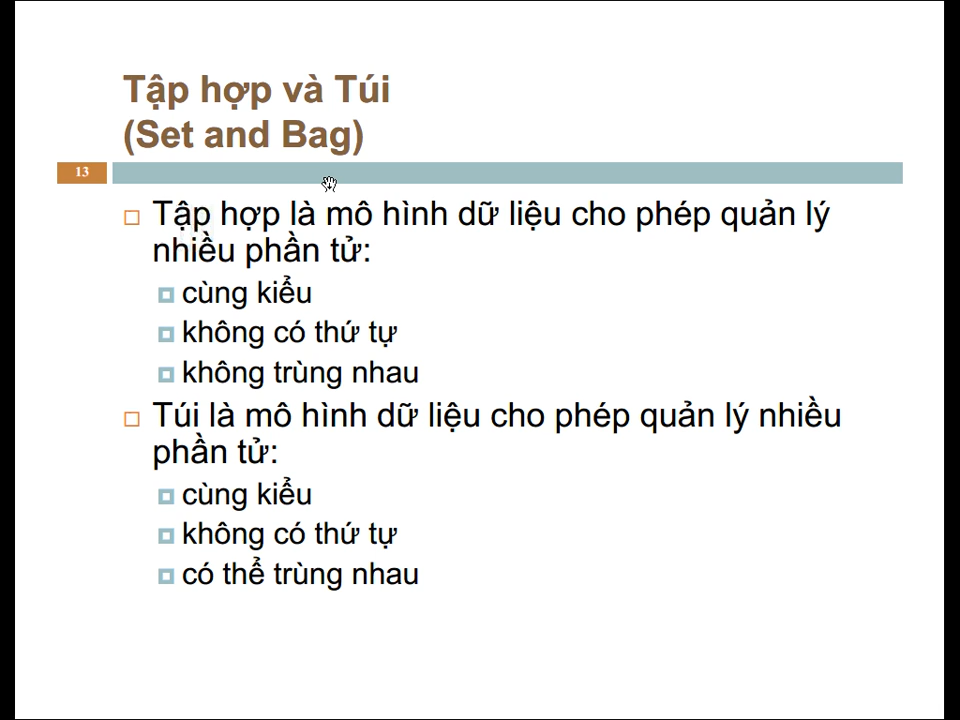 Tập hợp và Túi
(Set and Bag)
13
Tập hợp là mô hình dữ liệu cho phép quản lý
nhiều phần tử:
cùng kiểu
không có thứ tự
không trùng nhau
Túi là mô hình dữ liệu cho phép quản lý nhiều
phần tử:
cùng kiểu
không có thứ tự
có thể trùng nhau